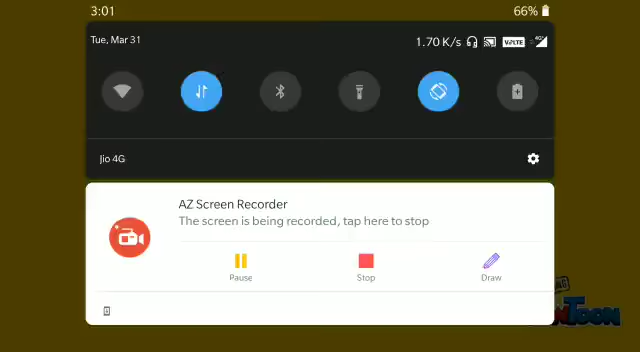 3:01
66%
Tue, Mar 31
1.70 K/s
VoLTE
4G
Jio 4G
AZ Screen Recorder
The screen is being recorded, tap here to stop
Pause
Stop
Draw